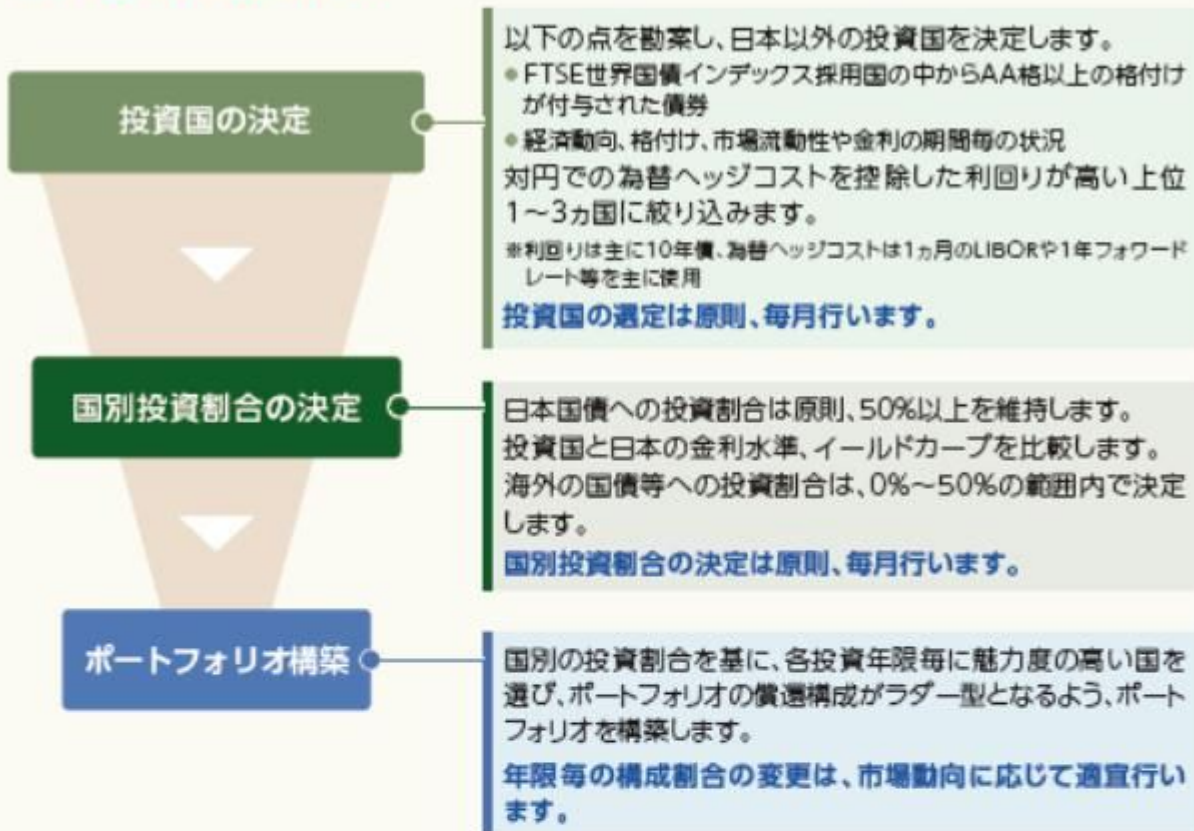 投資国の決定
以下の点を勘案し、日本以外の投資国を決定します。
●FTSE世界国債インデックス採用国の中からAA格以上の格付け
が付与された債券
●経済動向、格付け、市場流動性や金利の期間毎の状況
対円での為替ヘッジコストを控除した利回りが高い上位
1～3ヵ国に絞り込みます。
※利回りは主に10年債、為替ヘッジコストは1ヵ月のLIBORや1年フォワード
レート等を主に使用
投資国の選定は原則、毎月行います。
国別投資割合の決定
日本国債への投資割合は原則、50%以上を維持します。
投資国と日本の金利水準、イールドカーブを比較します。
海外の国債等への投資割合は、0%～50%の範囲内で決定
します。
国別投資割合の決定は原則、毎月行います。
ポートフォリオ構築
国別の投資割合を基に、各投資年限毎に魅力度の高い国を
選び、ポートフォリオの償還構成がラダー型となるよう、ポート
フォリオを構築します。
年限毎の構成割合の変更は、市場動向に応じて適宜行い
ます。